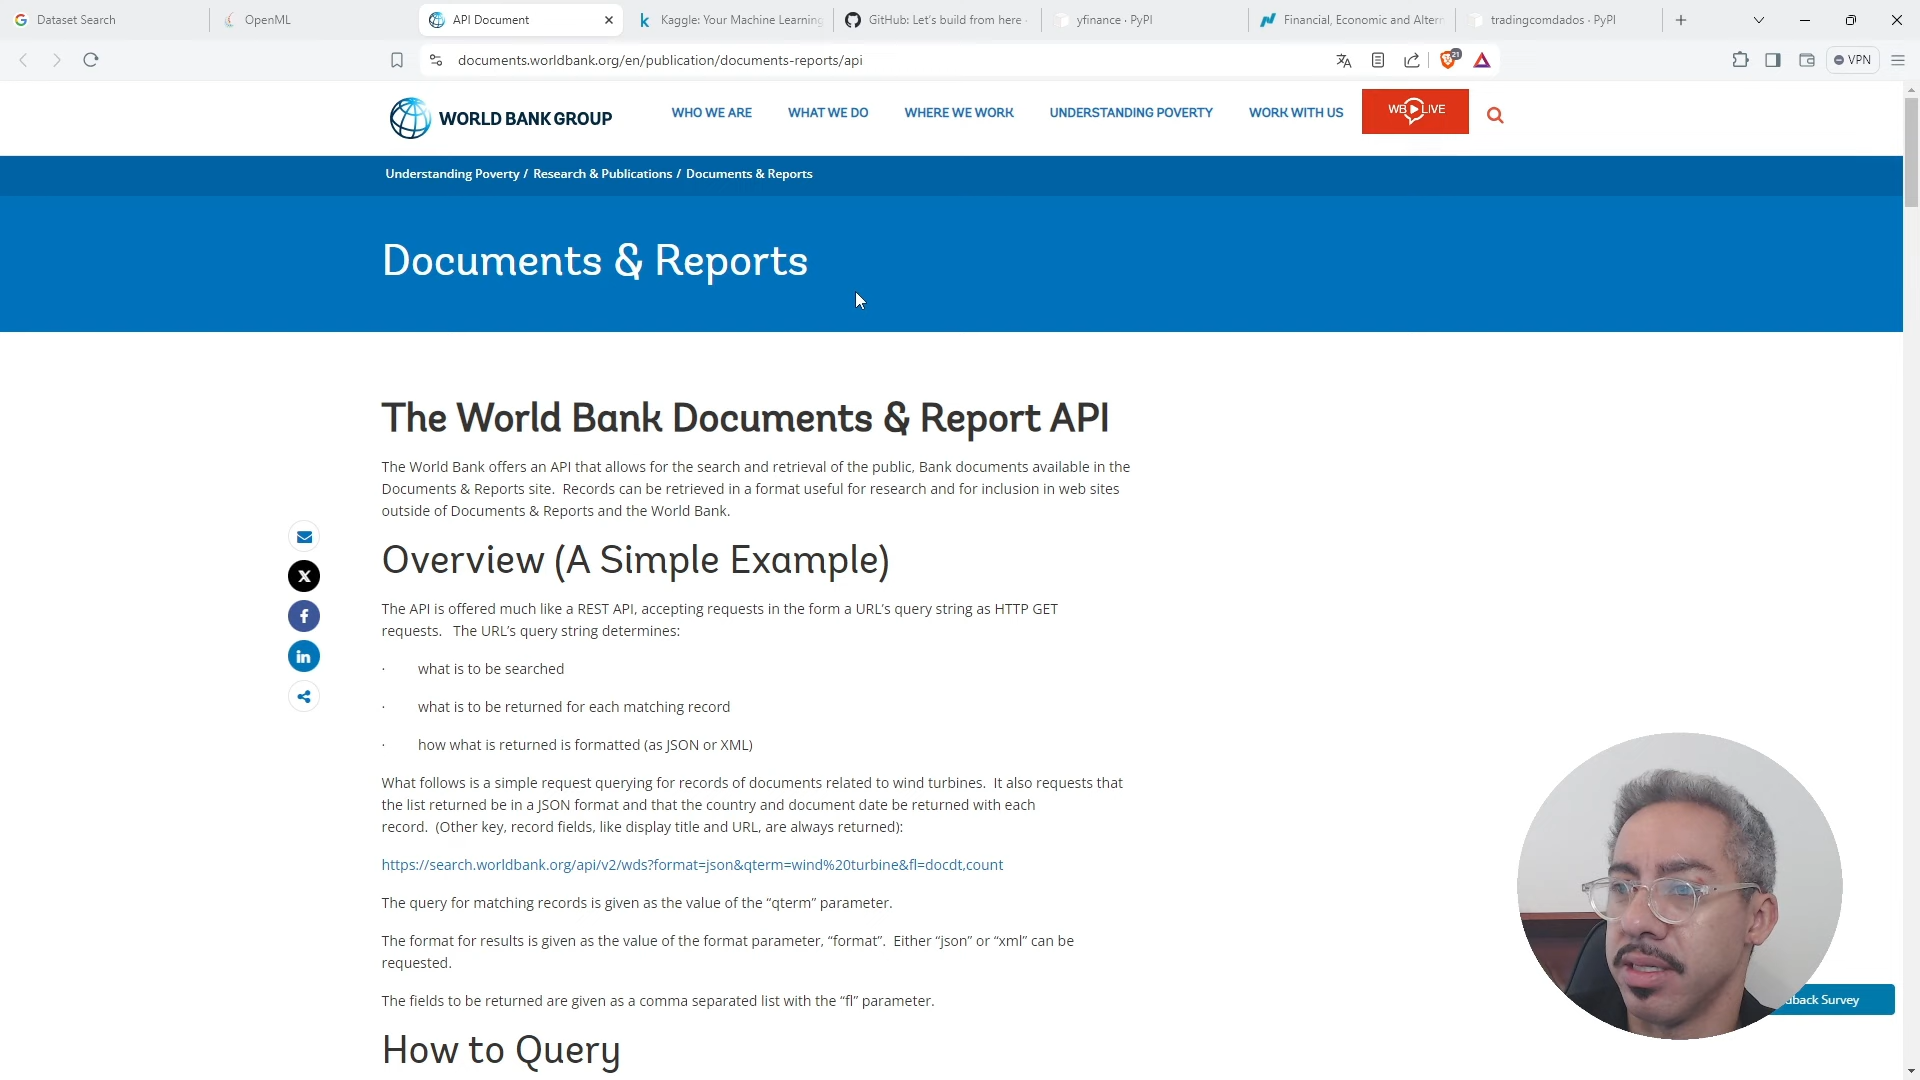 Dataset Search
OpenML
API Document
Kaggle: Your Machine Learning
GitHub: Let's build from here ·
yfinance · PyPI
Financial, Economic and Altern
tradingcomdados · PyPI
documents.worldbank.org/en/publication/documents-reports/api
21
VPN
WORLD BANK GROUP
WHO WE ARE
WHAT WE DO
WHERE WE WORK
UNDERSTANDING POVERTY
WORK WITH US
WB LIVE
Understanding Poverty / Research & Publications / Documents & Reports
Documents & Reports
The World Bank Documents & Report API
The World Bank offers an API that allows for the search and retrieval of the public, Bank documents available in the
Documents & Reports site. Records can be retrieved in a format useful for research and for inclusion in web sites
outside of Documents & Reports and the World Bank.
Overview (A Simple Example)
The API is offered much like a REST API, accepting requests in the form a URL's query string as HTTP GET
requests. The URL's query string determines:
· what is to be searched
· what is to be returned for each matching record
· how what is returned is formatted (as JSON or XML)
What follows is a simple request querying for records of documents related to wind turbines. It also requests that
the list returned be in a JSON format and that the country and document date be returned with each
record. (Other key, record fields, like display title and URL, are always returned):
https://search.worldbank.org/api/v2/wds?format=json&qterm=wind%20turbine&fl=docdt,count
The query for matching records is given as the value of the “qterm” parameter.
The format for results is given as the value of the format parameter, “format”. Either “json” or “xml” can be
requested.
The fields to be returned are given as a comma separated list with the “fl” parameter.
How to Query
Survey